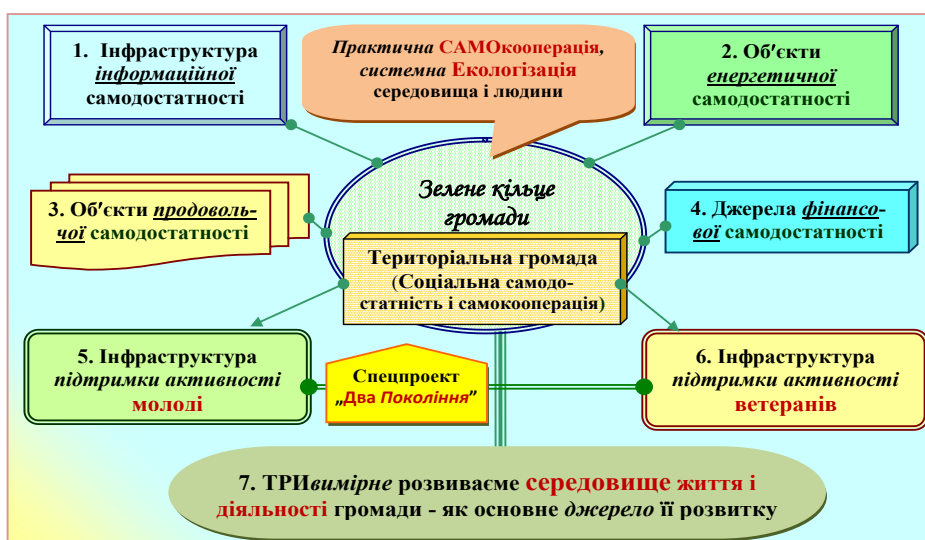 1. Інфраструктура
інформаційної
самодостатності
Практична САМОкооперація,
системна Екологізація
середовища і людини
2. Об'єкти
енергетичної
самодостатності
Зелене кільце
громади
3. Об'єкти продоволь-
чої самодостатності
4. Джерела фінансо-
вої самодостатності
Територіальна громада
(Соціальна самодо-
статність і самокооперація)
5. Інфраструктура
підтримки активності
молоді
Спецпроект
„Два Покоління"
6. Інфраструктура
підтримки активності
ветеранів
7. ТРИвимірне розвиваємє середовище життя і
діяльності громади - як основне джерело її розвитку